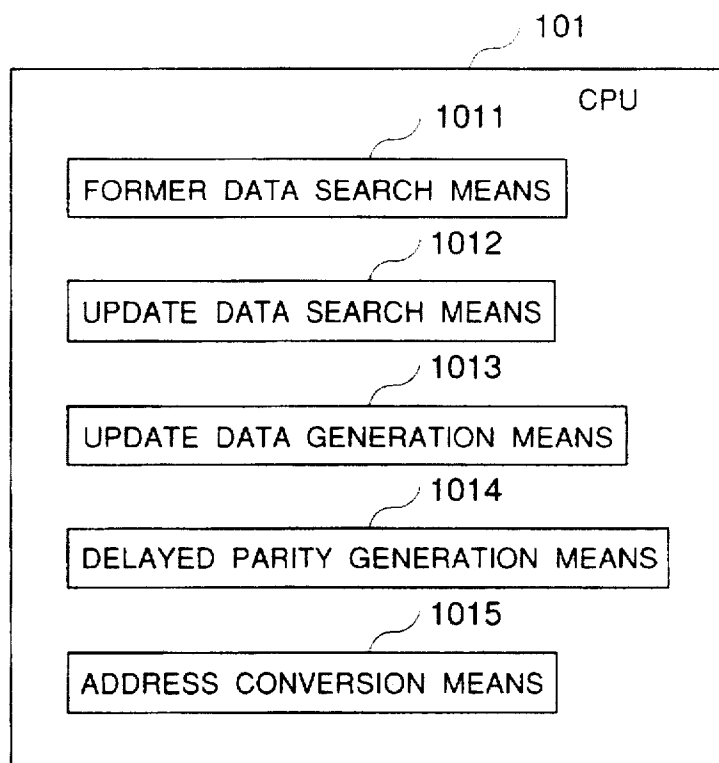 101
CPU
1011
FORMER DATA SEARCH MEANS
1012
UPDATE DATA SEARCH MEANS
1013
UPDATE DATA GENERATION MEANS
1014
DELAYED PARITY GENERATION MEANS
1015
ADDRESS CONVERSION MEANS